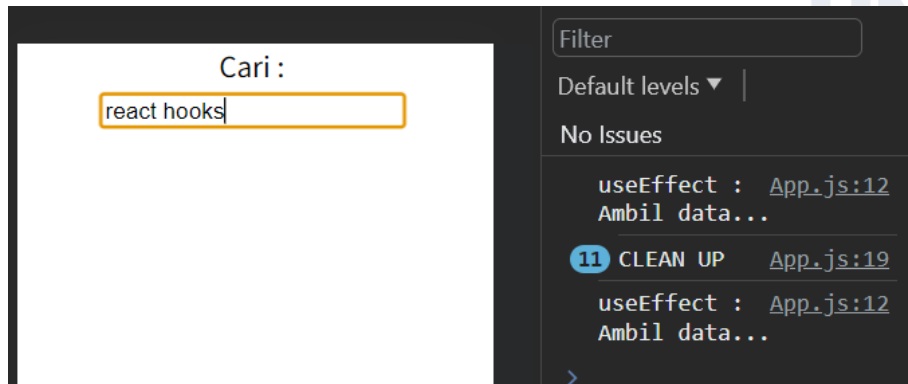 Cari :
react hooks
Filter
Default levels ▼
No Issues
useEffect : App.js:12
Ambil data...
11 CLEAN UP App.js:19
useEffect : App.js:12
Ambil data...
>